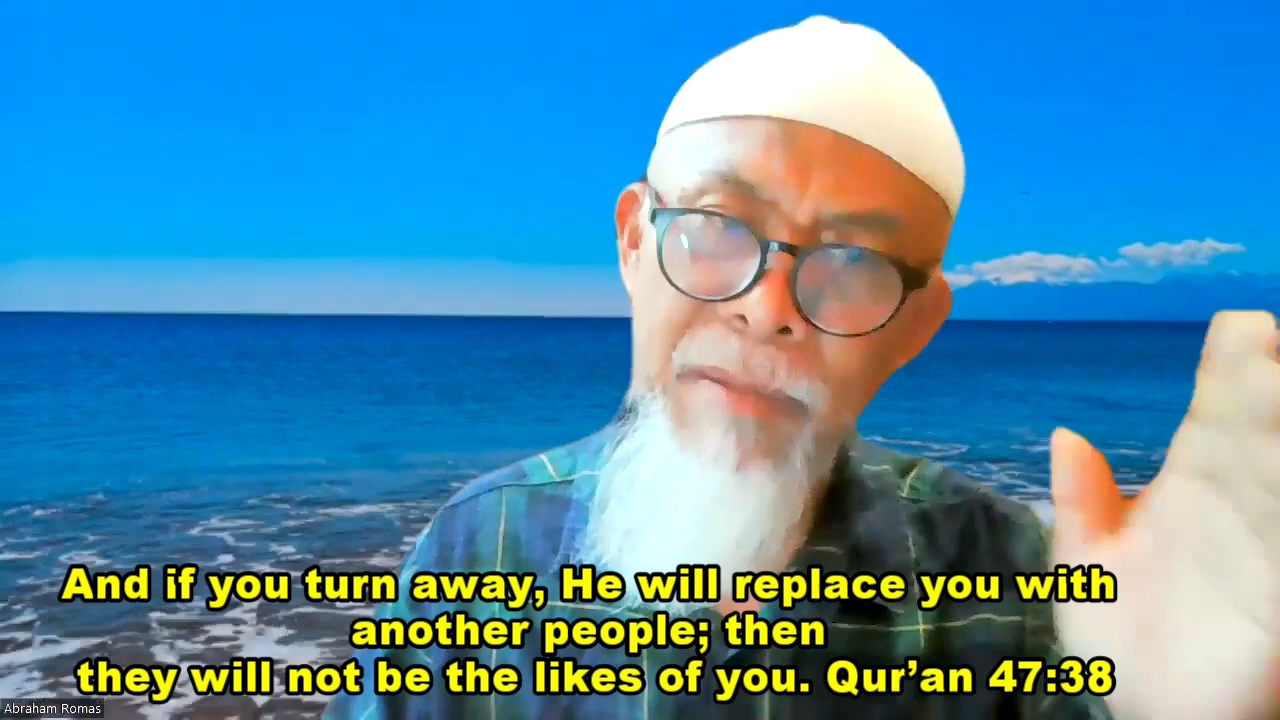 And if you turn away, He will replace you with
another people; then
they will not be the likes of you. Qur’an 47:38
Abraham Romas